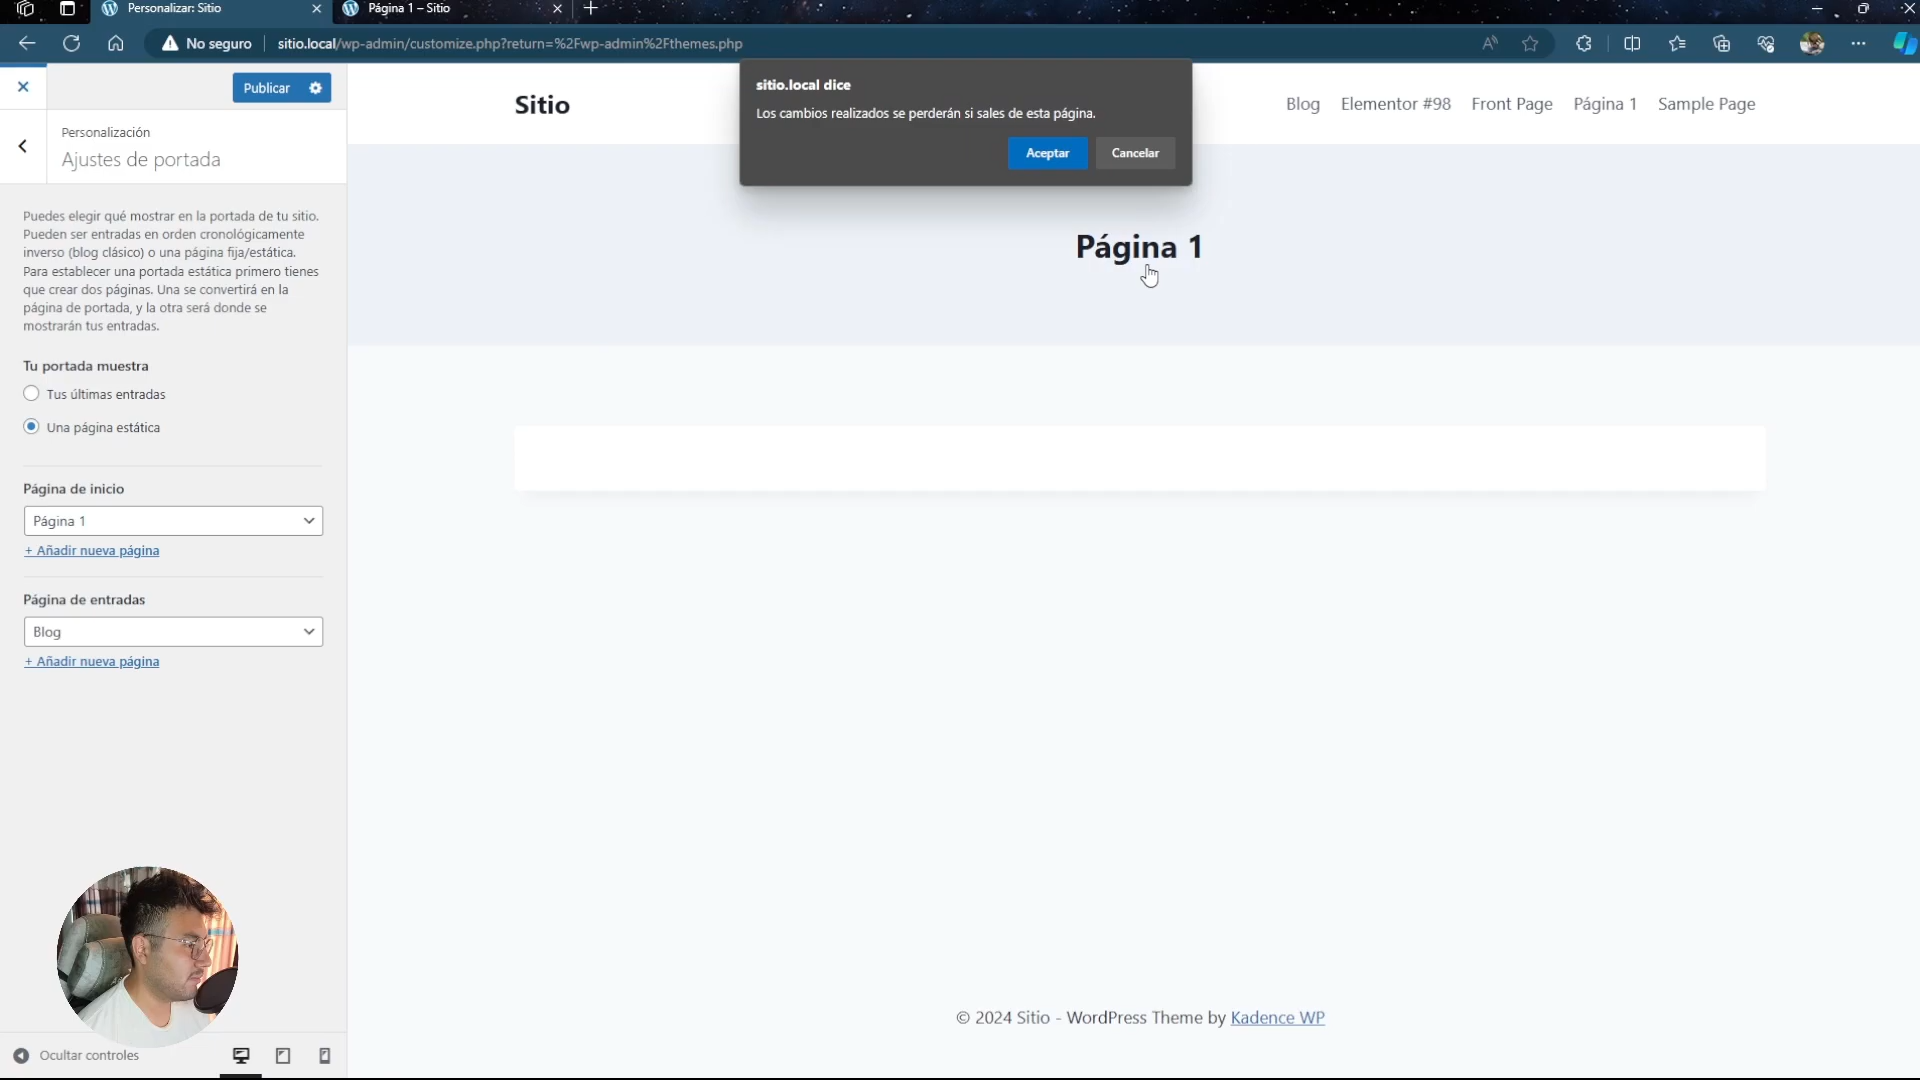 Personalizar: Sitio
Página 1 – Sitio
No seguro
sitio.local/wp-admin/customize.php?return=%2Fwp-admin%2Fthemes.php
Publicar
Personalización
Ajustes de portada
Puedes elegir qué mostrar en la portada de tu sitio.
Pueden ser entradas en orden cronológicamente
inverso (blog clásico) o una página fija/estática.
Para establecer una portada estática primero tienes
que crear dos páginas. Una se convertirá en la
página de portada, y la otra será donde se
mostrarán tus entradas.
Tu portada muestra
Tus últimas entradas
Una página estática
Página de inicio
Página 1
+ Añadir nueva página
Página de entradas
Blog
+ Añadir nueva página
Ocultar controles
sitio.local dice
Los cambios realizados se perderán si sales de esta página.
Aceptar
Cancelar
Sitio
Blog
Elementor #98
Front Page
Página 1
Sample Page
Página 1
© 2024 Sitio - WordPress Theme by Kadence WP